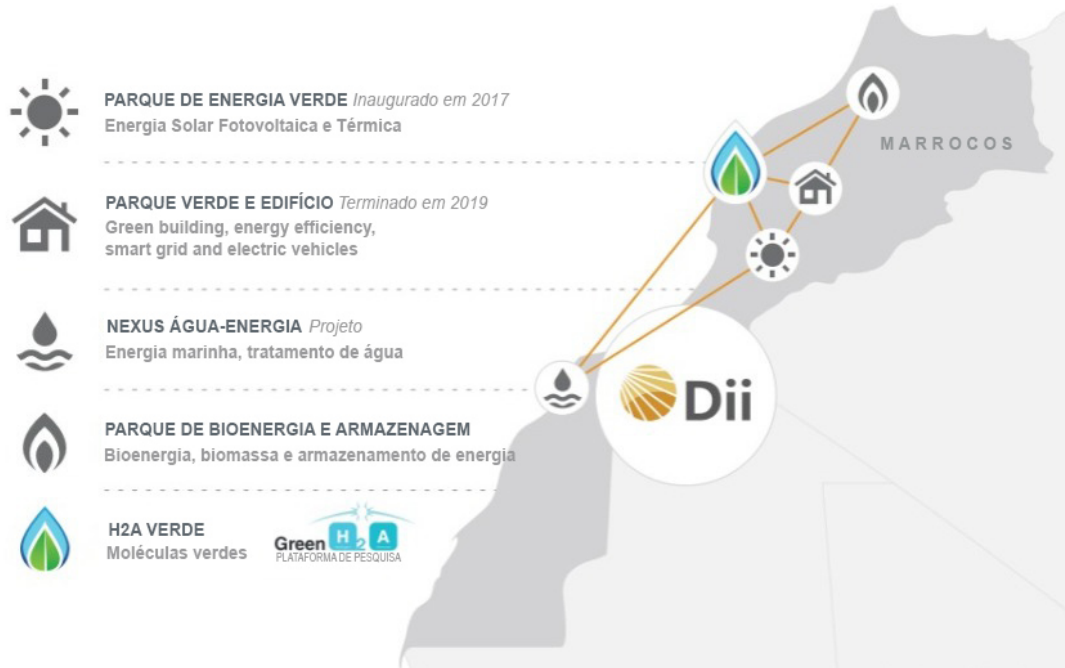 PARQUE DE ENERGIA VERDE Inaugurado em 2017
Energia Solar Fotovoltaica e Térmica
PARQUE VERDE E EDIFÍCIO Terminado em 2019
Green building, energy efficiency,
smart grid and electric vehicles
NEXUS ÁGUA-ENERGIA Projeto
Energia marinha, tratamento de água
PARQUE DE BIOENERGIA E ARMAZENAGEM
Bioenergia, biomassa e armazenamento de energia
H2A VERDE
Moléculas verdes
Green H2A
PLATAFORMA DE PESQUISA
MARROCOS
Dii